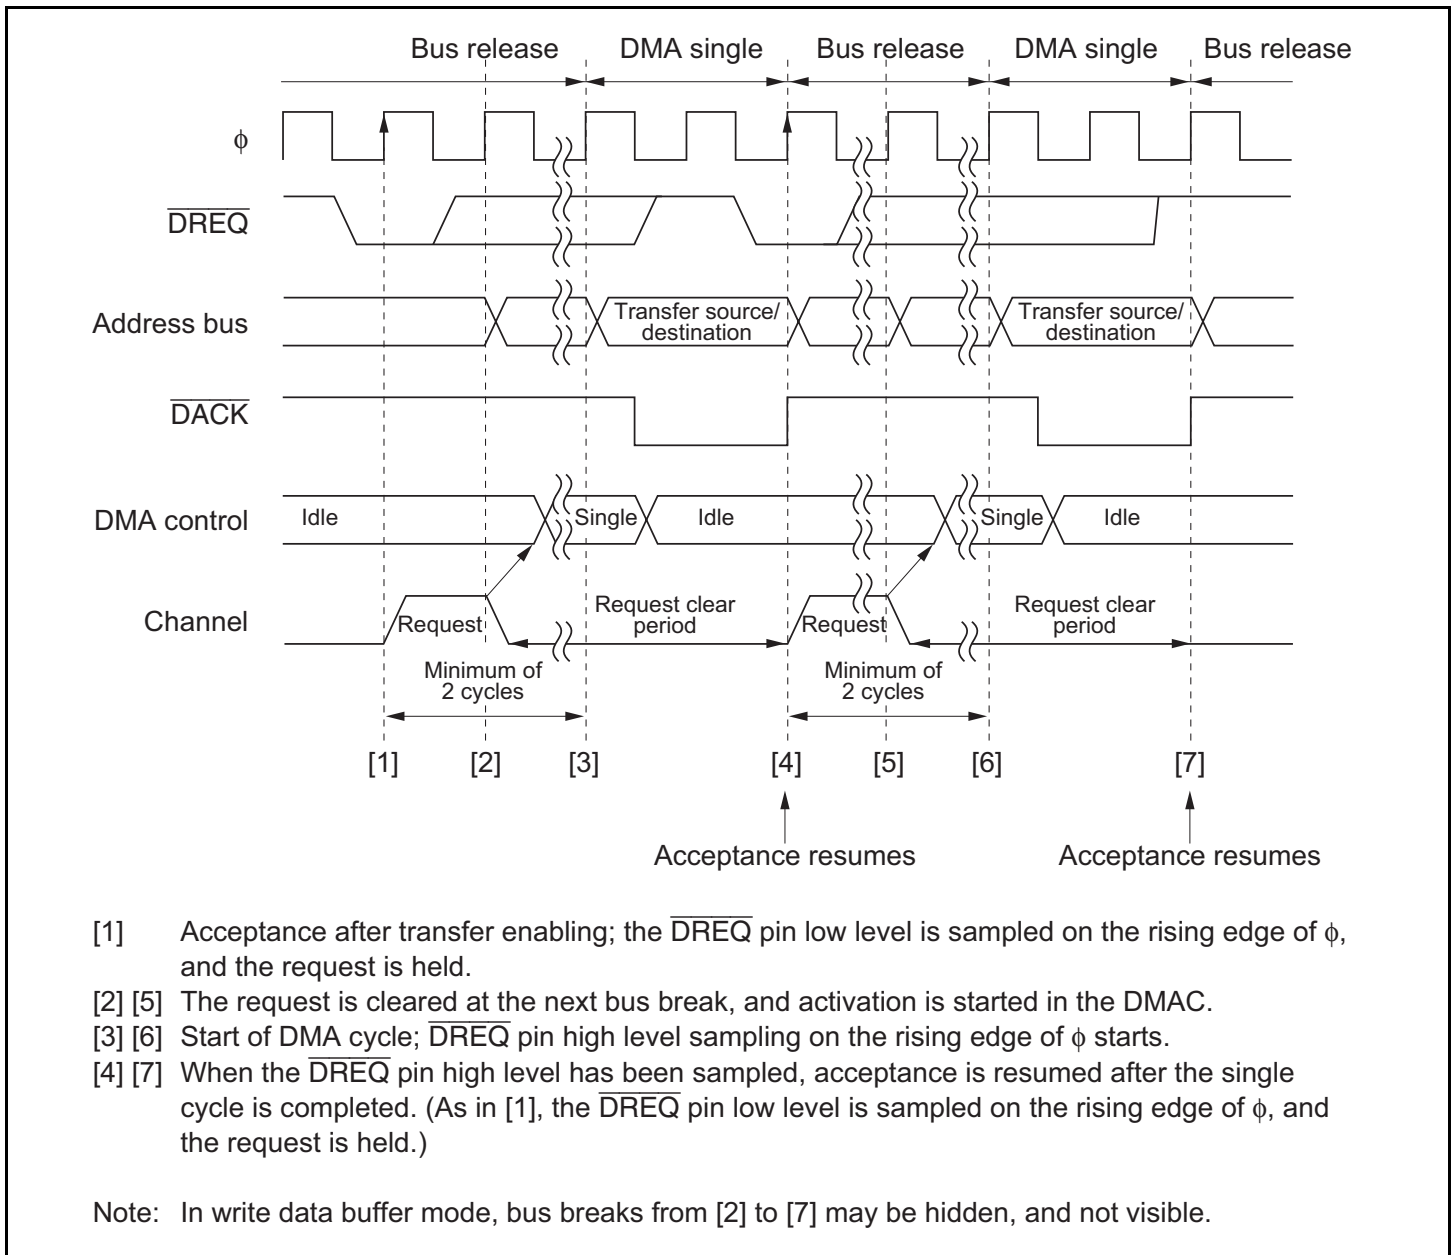 Bus release DMA single Bus release DMA single Bus release
ϕ
DREQ
Address bus
Transfer source/
destination
Transfer source/
destination
DACK
DMA control
Idle
Single
Idle
Single
Idle
Channel
Request
Request clear
period
Request
Request clear
period
Minimum of
2 cycles
Minimum of
2 cycles
[1] [2] [3] [4] [5] [6] [7]
Acceptance resumes Acceptance resumes
[1] Acceptance after transfer enabling; the DREQ pin low level is sampled on the rising edge of ϕ,
and the request is held.
[2] [5] The request is cleared at the next bus break, and activation is started in the DMAC.
[3] [6] Start of DMA cycle; DREQ pin high level sampling on the rising edge of ϕ starts.
[4] [7] When the DREQ pin high level has been sampled, acceptance is resumed after the single
cycle is completed. (As in [1], the DREQ pin low level is sampled on the rising edge of ϕ, and
the request is held.)
Note: In write data buffer mode, bus breaks from [2] to [7] may be hidden, and not visible.